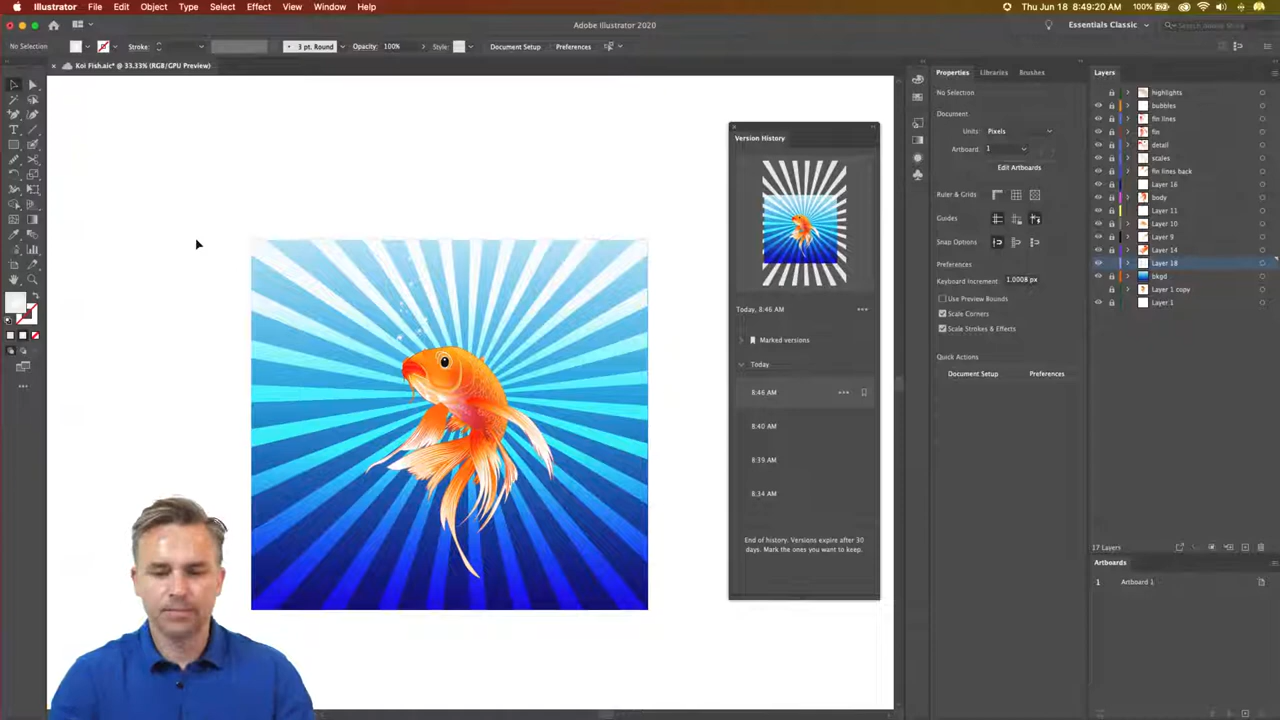 Illustrator File Edit Object Type Select Effect View Window Help
100% Thu Jun 18 8:49:20 AM
Adobe Illustrator 2020
Essentials Classic
No Selection Stroke: 3 pt. Round Opacity: 100% Style: Document Setup Preferences
Koi Fish.aic* @ 33.33% (RGB/GPU Preview)
Version History
Today, 8:46 AM
Marked versions
Today
8:46 AM
8:40 AM
8:39 AM
8:34 AM
End of history. Versions expire after 30
days. Mark the ones you want to keep.
Properties Libraries Brushes
No Selection
Document
Units: Pixels
Artboard: 1
Edit Artboards
Ruler & Grids
Guides
Snap Options
Preferences
Keyboard Increment: 1.0008 px
Use Preview Bounds
Scale Corners
Scale Strokes & Effects
Quick Actions
Document Setup Preferences
Layers
highlights
bubbles
fin lines
fin
detail
scales
fin lines back
Layer 16
body
Layer 11
Layer 10
Layer 9
Layer 14
Layer 18
bkgd
Layer 1 copy
Layer 1
17 Layers
Artboards
1 Artboard 1